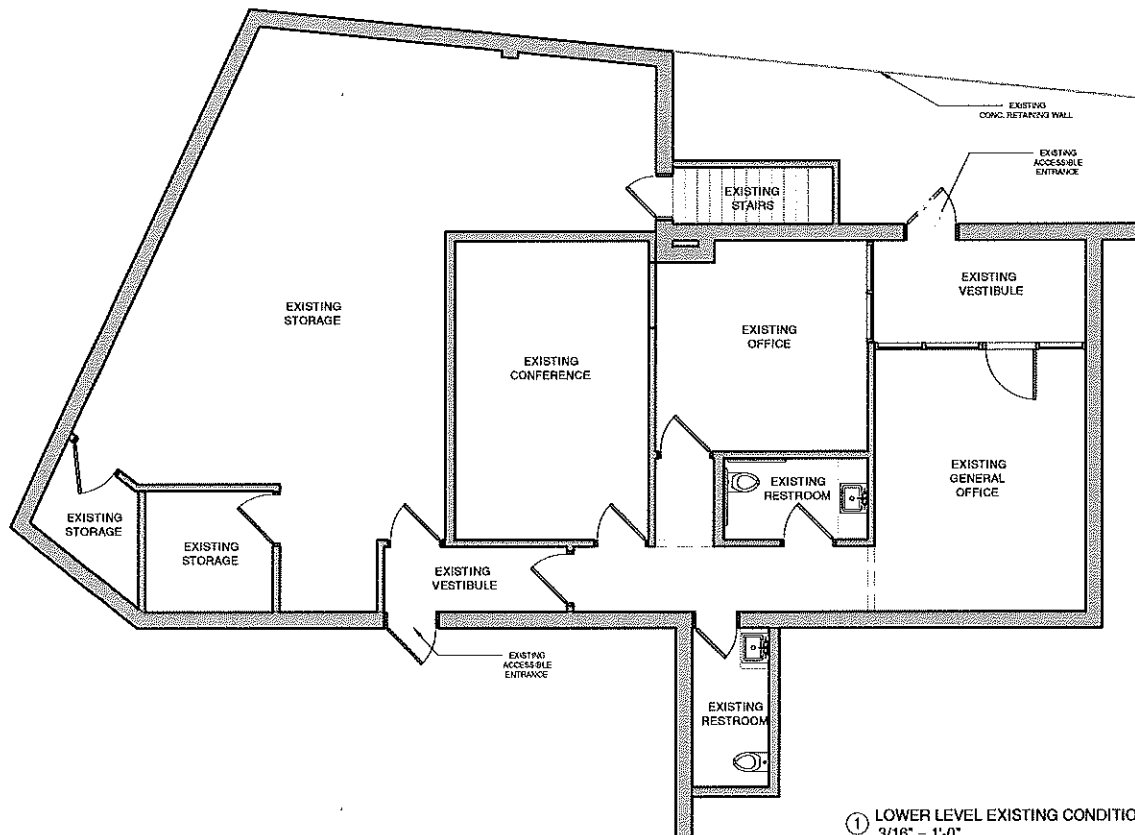 EXISTING
CONC. RETAINING WALL
EXISTING
ACCESSIBLE
ENTRANCE
EXISTING
STAIRS
EXISTING
VESTIBULE
EXISTING
STORAGE
EXISTING
OFFICE
EXISTING
CONFERENCE
EXISTING
GENERAL
OFFICE
EXISTING
RESTROOM
EXISTING
STORAGE
EXISTING
STORAGE
EXISTING
VESTIBULE
EXISTING
ACCESSIBLE
ENTRANCE
EXISTING
RESTROOM
1 LOWER LEVEL EXISTING CONDITIO
3/16" = 1'-0"